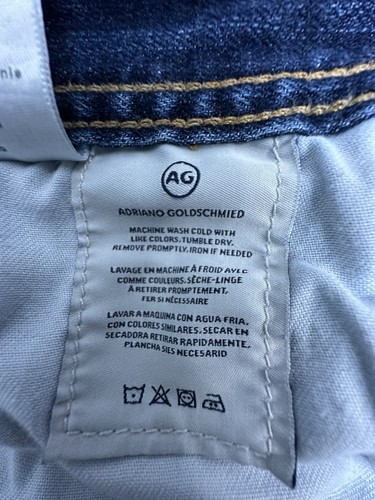 AG
ADRIANO GOLDSCHMIED
MACHINE WASH COLD WITH
LIKE COLORS. TUMBLE DRY.
REMOVE PROMPTLY. IRON IF NEEDED
LAVAGE EN MACHINE À FROID AVEC
COMME COULEURS. SÈCHE-LINGE
À RETIRER PROMPTEMENT,
FER SI NÉCESSAIRE
LAVAR A MAQUINA CON AGUA FRIA,
CON COLORES SIMILARES, SECAR EN
SECADORA RETIRAR RAPIDAMENTE,
PLANCHA SIES NECESARID